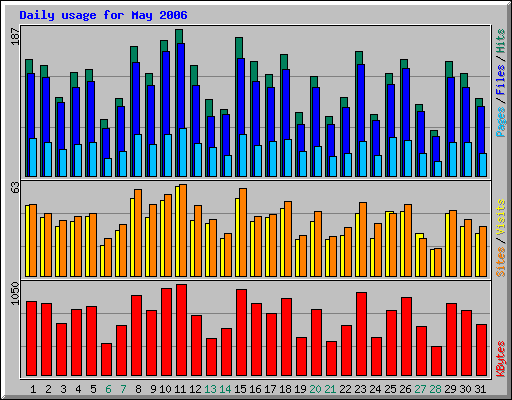 Daily usage for May 2006
187
Pages / Files / Hits
63
Sites / Visits
1050
KBytes
1 2 3 4 5 6 7 8 9 10 11 12 13 14 15 16 17 18 19 20 21 22 23 24 25 26 27 28 29 30 31